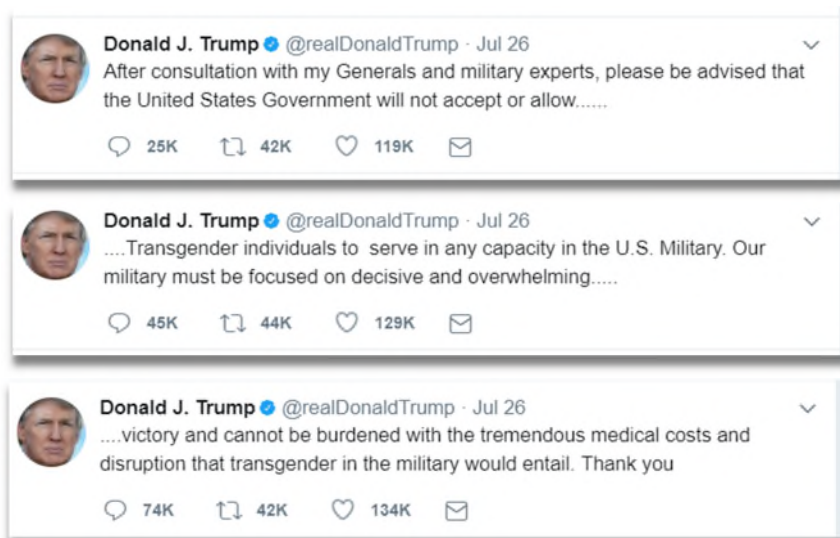 Donald J. Trump @realDonaldTrump · Jul 26
After consultation with my Generals and military experts, please be advised that
the United States Government will not accept or allow......
25K 42K 119K
Donald J. Trump @realDonaldTrump · Jul 26
....Transgender individuals to serve in any capacity in the U.S. Military. Our
military must be focused on decisive and overwhelming.....
45K 44K 129K
Donald J. Trump @realDonaldTrump · Jul 26
....victory and cannot be burdened with the tremendous medical costs and
disruption that transgender in the military would entail. Thank you
74K 42K 134K